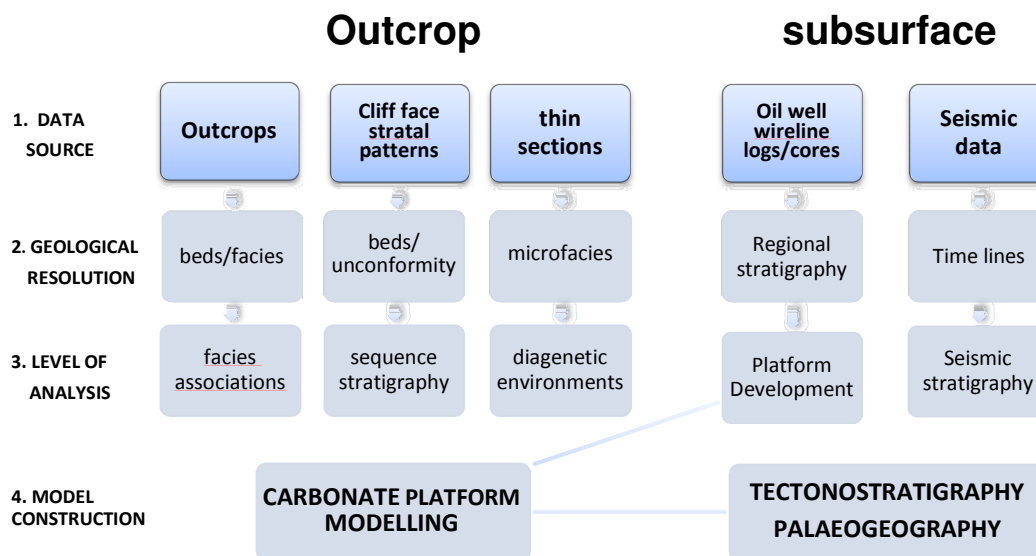 Outcrop
subsurface
1. DATA
SOURCE
Outcrops
Cliff face
stratal
patterns
thin
sections
Oil well
wireline
logs/cores
Seismic
data
2. GEOLOGICAL
RESOLUTION
beds/facies
beds/
unconformity
microfacies
Regional
stratigraphy
Time lines
3. LEVEL OF
ANALYSIS
facies
associations
sequence
stratigraphy
diagenetic
environments
Platform
Development
Seismic
stratigraphy
4. MODEL
CONSTRUCTION
CARBONATE PLATFORM
MODELLING
TECTONOSTRATIGRAPHY
PALAEOGEOGRAPHY